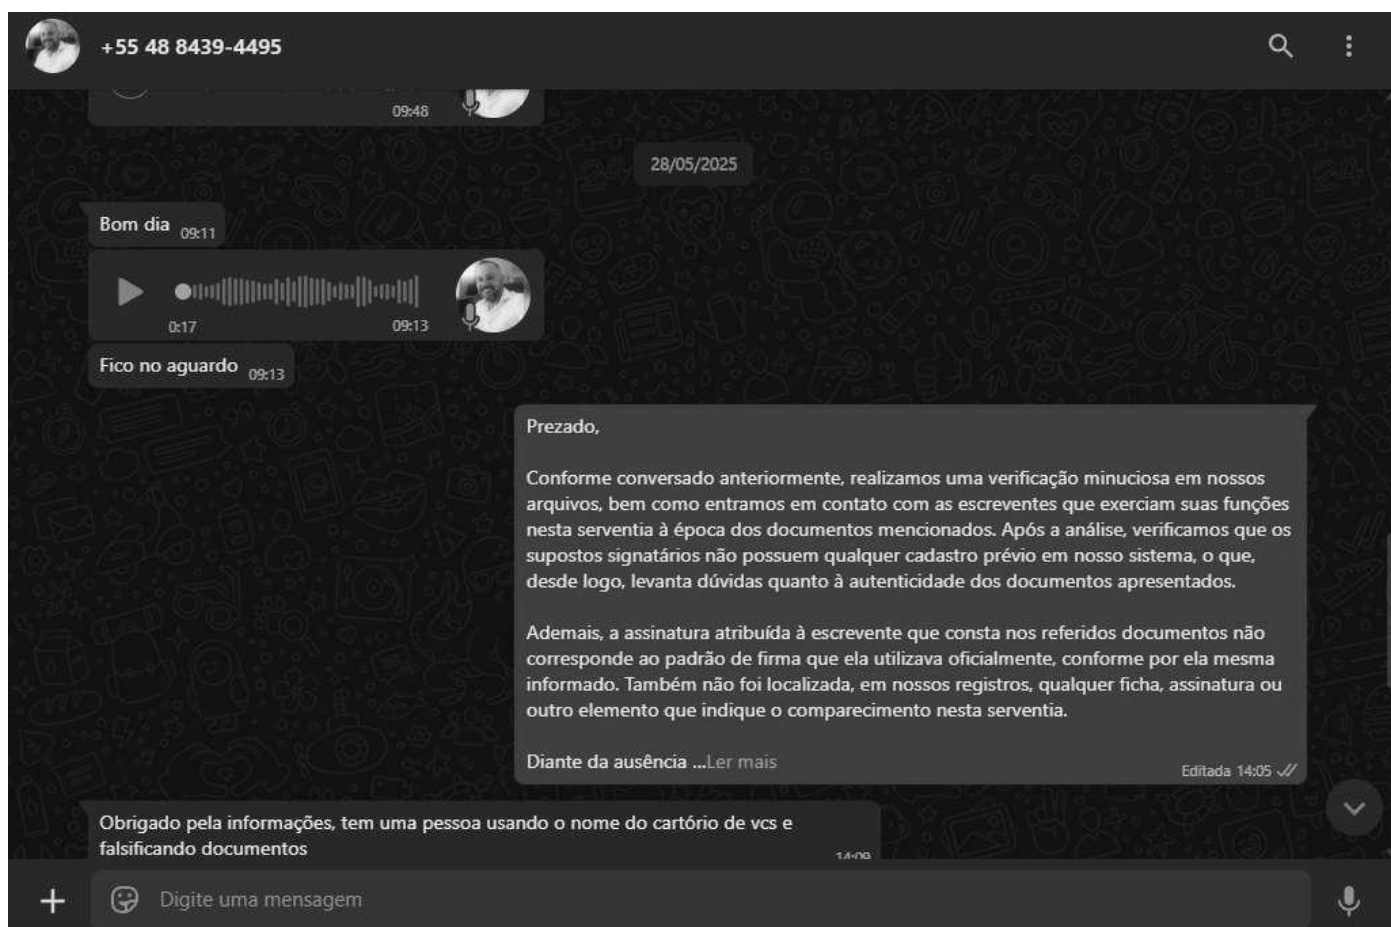 +55 48 8439-4495
09:48
28/05/2025
Bom dia 09:11
0:17 09:13
Fico no aguardo 09:13
Prezado,
Conforme conversado anteriormente, realizamos uma verificação minuciosa em nossos
arquivos, bem como entramos em contato com as escreventes que exerciam suas funções
nesta serventia à época dos documentos mencionados. Após a análise, verificamos que os
supostos signatários não possuem qualquer cadastro prévio em nosso sistema, o que,
desde logo, levanta dúvidas quanto à autenticidade dos documentos apresentados.
Ademais, a assinatura atribuída à escrevente que consta nos referidos documentos não
corresponde ao padrão de firma que ela utilizava oficialmente, conforme por ela mesma
informado. Também não foi localizada, em nossos registros, qualquer ficha, assinatura ou
outro elemento que indique o comparecimento nesta serventia.
Diante da ausência ...Ler mais
Editada 14:05
Obrigado pela informações, tem uma pessoa usando o nome do cartório de vcs e
falsificando documentos
14:09
Digite uma mensagem